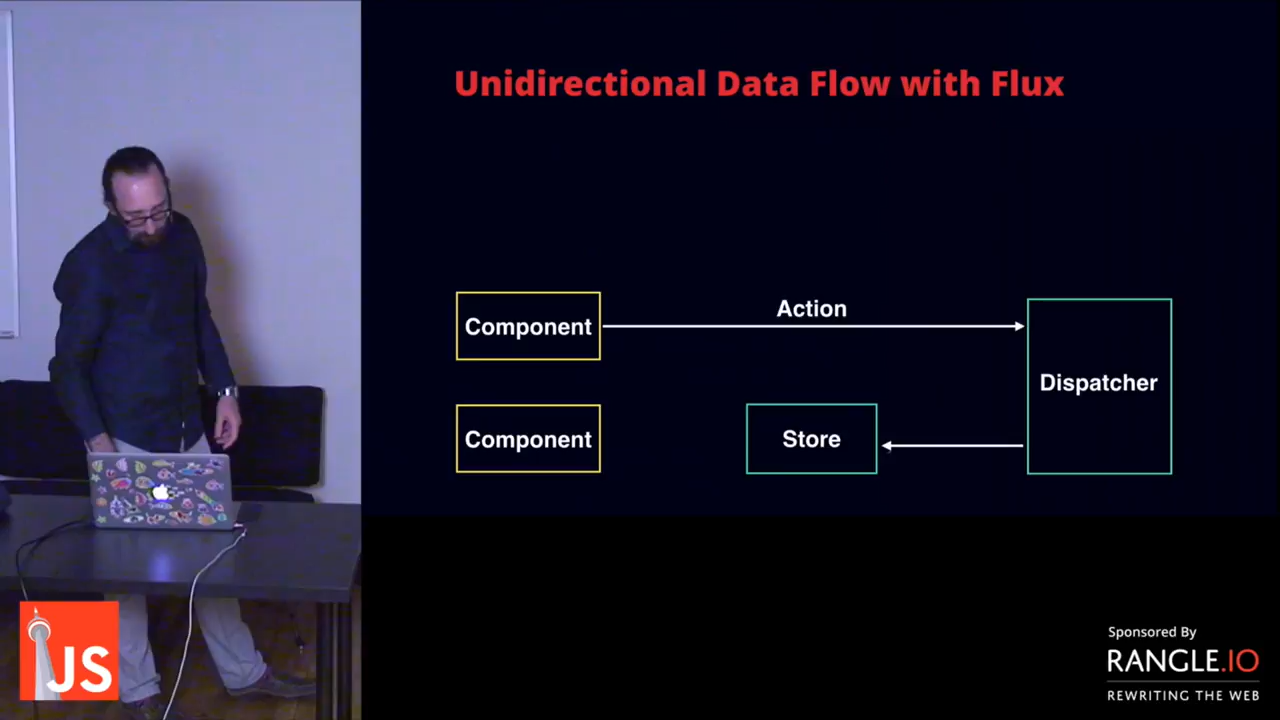 Unidirectional Data Flow with Flux
Component
Action
Dispatcher
Component
Store
JS
Sponsored By
RANGLE.IO
REWRITING THE WEB